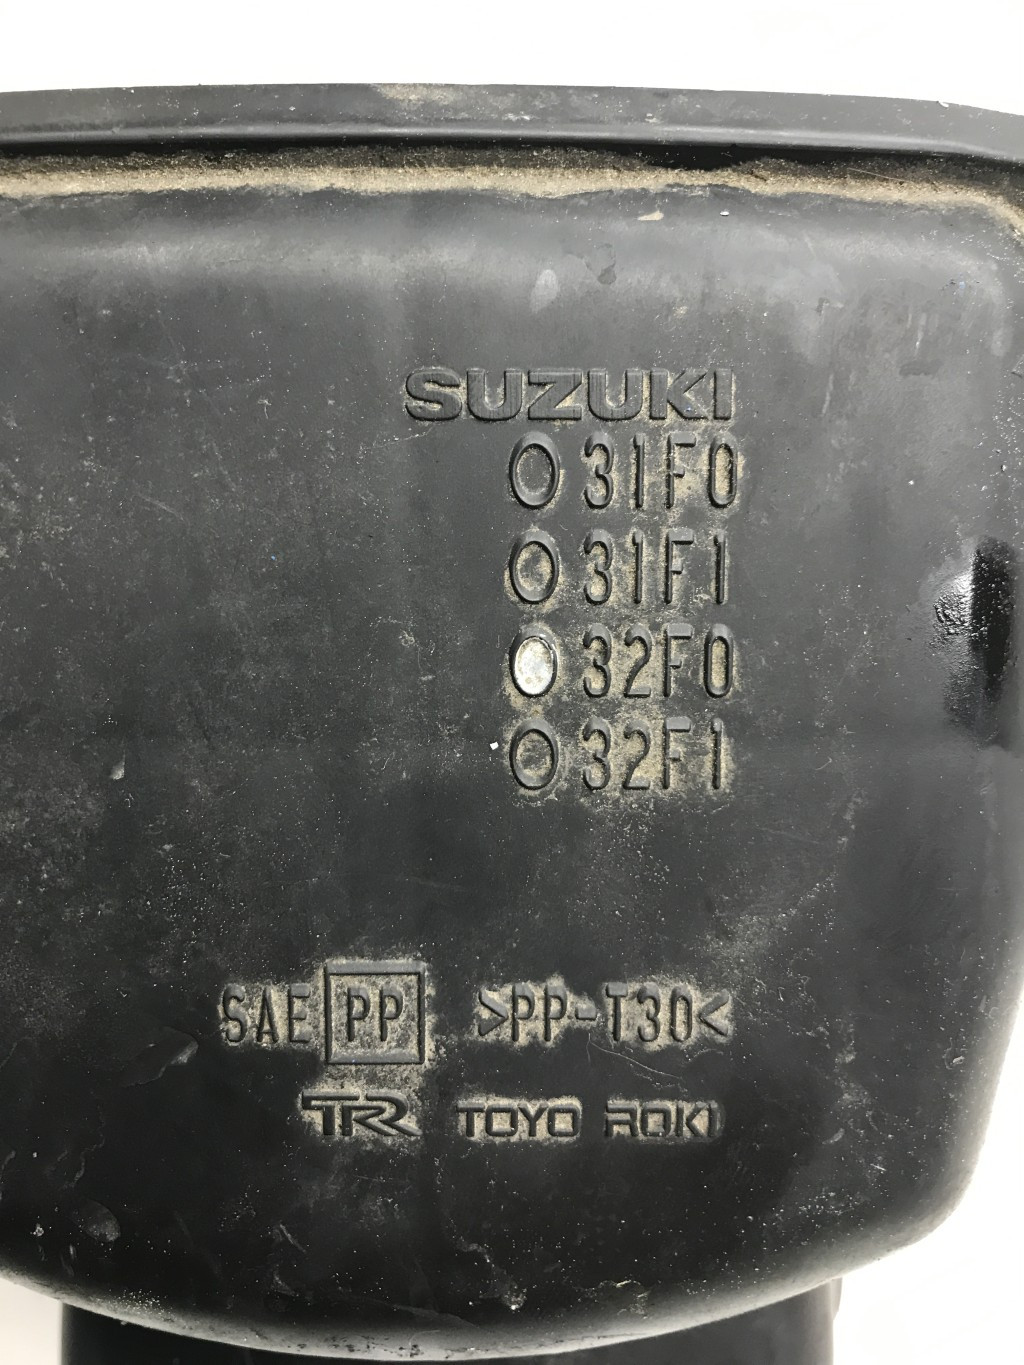 SUZUKI
31F0
31F1
32F0
32F1
SAE PP >PP-T30<
TR TOYO ROKI